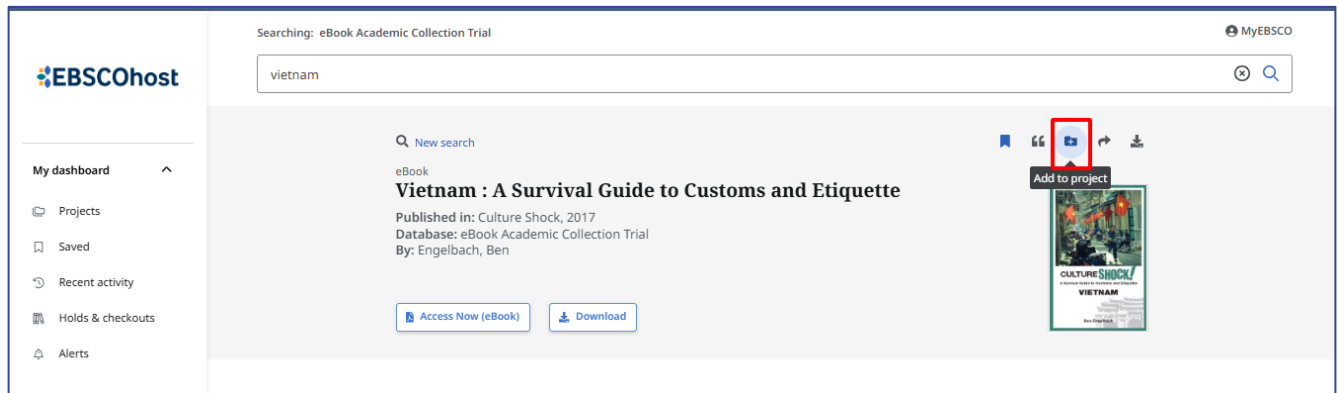 Searching: eBook Academic Collection Trial
MyEBSCO
EBSCOhost
vietnam
New search
eBook
Vietnam : A Survival Guide to Customs and Etiquette
Published in: Culture Shock, 2017
Database: eBook Academic Collection Trial
By: Engelbach, Ben
Access Now (eBook)
Download
Add to project
CULTURE SHOCK!
A Survival Guide to Customs and Etiquette
VIETNAM
Ben Engelbach
My dashboard
Projects
Saved
Recent activity
Holds & checkouts
Alerts